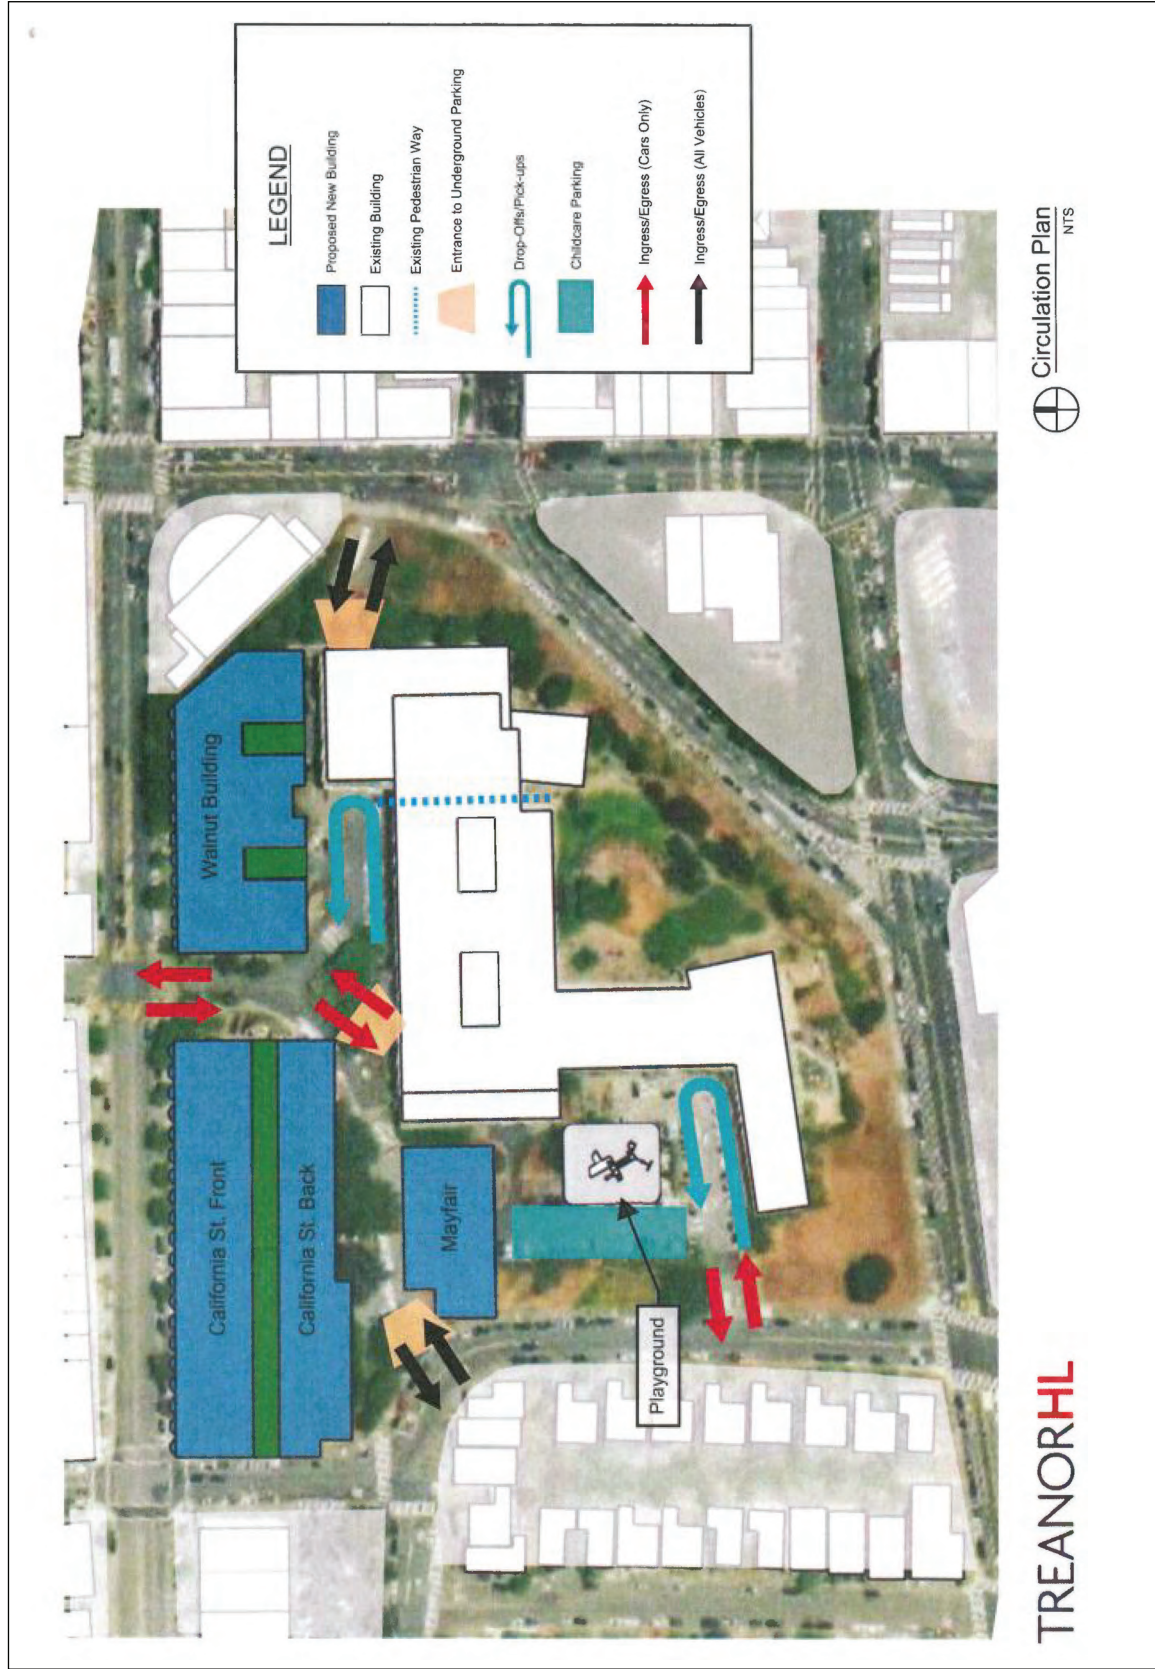 LEGEND
Proposed New Building
Existing Building
Existing Pedestrian Way
Entrance to Underground Parking
Drop-Offs/Pick-ups
Childcare Parking
Ingress/Egress (Cars Only)
Ingress/Egress (All Vehicles)
California St. Front
California St. Back
Walnut Building
Mayfair
Playground
TREANORHL
Circulation Plan
NTS